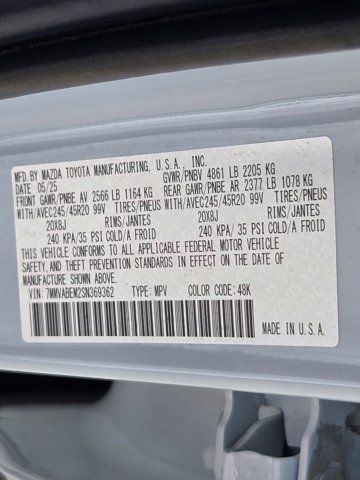 MFD. BY MAZDA TOYOTA MANUFACTURING, U.S.A., INC.
DATE 05/25 GVWR/PNBV 4861 LB 2205 KG
FRONT GAWR/PNBE AV 2566 LB 1164 KG REAR GAWR/PNBE AR 2377 LB 1078 KG
WITH/AVEC245/45R20 99V TIRES/PNEUS WITH/AVEC245/45R20 99V TIRES/PNEUS
20X8J RIMS/JANTES 20X8J RIMS/JANTES
240 KPA/35 PSI COLD/A FROID 240 KPA/35 PSI COLD/A FROID
THIS VEHICLE CONFORMS TO ALL APPLICABLE FEDERAL MOTOR VEHICLE
SAFETY, AND THEFT PREVENTION STANDARDS IN EFFECT ON THE DATE OF
MANUFACTURE SHOWN ABOVE.
VIN: 7MMVABEM2SN369362 TYPE: MPV COLOR CODE: 48K
MADE IN U.S.A.